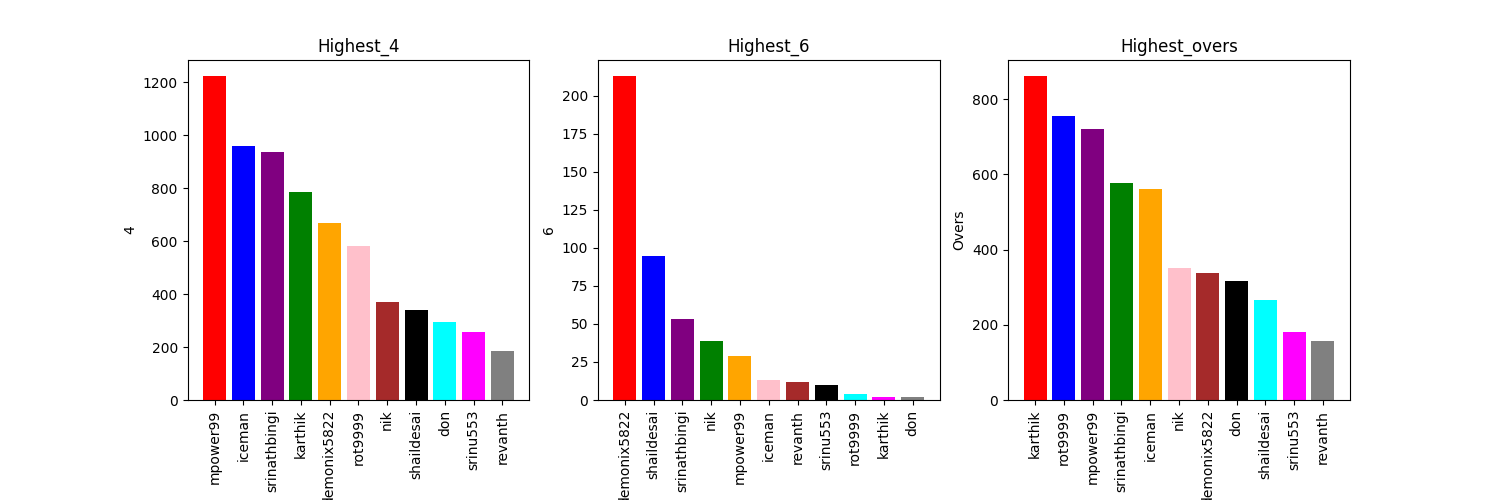 Highest_4
4
1200
1000
800
600
400
200
0
mpower99
iceman
srinathbingi
karthik
lemonix5822
rot9999
nik
shaildesai
don
srinu553
revanth
Highest_6
6
200
175
150
125
100
75
50
25
0
lemonix5822
shaildesai
srinathbingi
nik
mpower99
iceman
revanth
srinu553
rot9999
karthik
don
Highest_overs
Overs
800
600
400
200
0
karthik
rot9999
mpower99
srinathbingi
iceman
nik
lemonix5822
don
shaildesai
srinu553
revanth